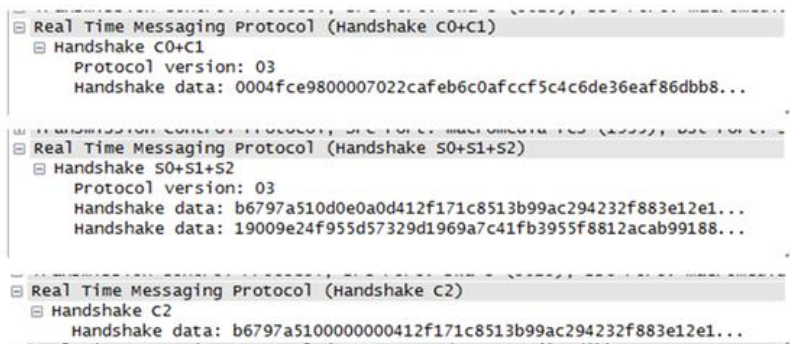 Real Time Messaging Protocol (Handshake C0+C1)
Handshake C0+C1
Protocol version: 03
Handshake data: 0004fce9800007022cafeb6c0afccf5c4c6de36eaf86dbb8...
Real Time Messaging Protocol (Handshake S0+S1+S2)
Handshake S0+S1+S2
Protocol version: 03
Handshake data: b6797a510d0e0a0d412f171c8513b99ac294232f883e12e1...
Handshake data: 19009e24f955d57329d1969a7c41fb3955f8812acab99188...
Real Time Messaging Protocol (Handshake C2)
Handshake C2
Handshake data: b6797a5100000000412f171c8513b99ac294232f883e12e1...